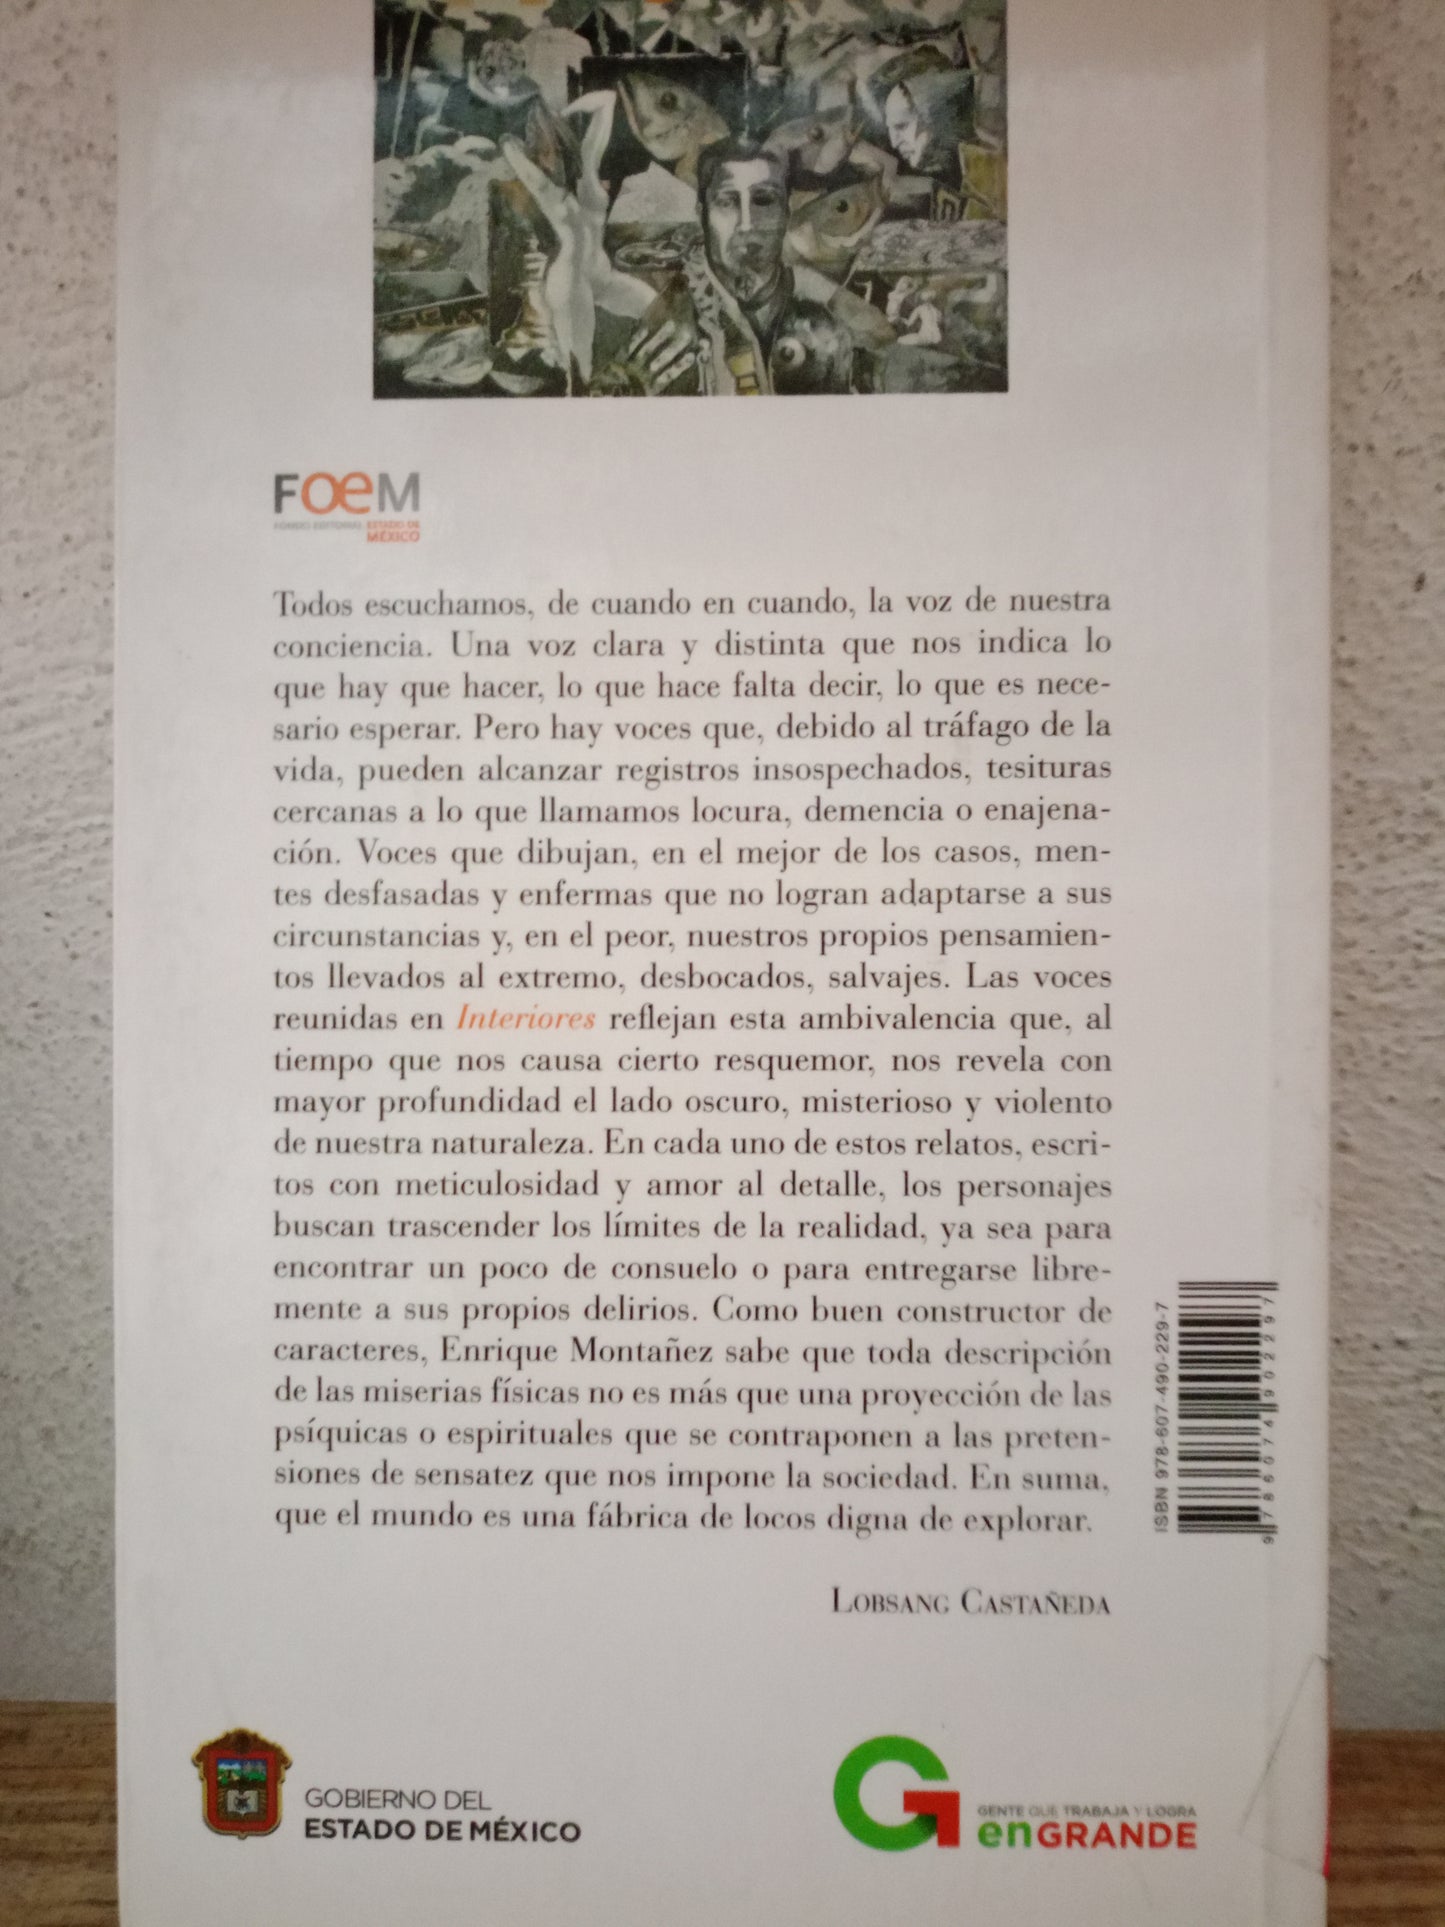 FOEM
FONDO EDITORIAL ESTADO DE
MÉXICO
Todos escuchamos, de cuando en cuando, la voz de nuestra
conciencia. Una voz clara y distinta que nos indica lo
que hay que hacer, lo que hace falta decir, lo que es nece-
sario esperar. Pero hay voces que, debido al tráfago de la
vida, pueden alcanzar registros insospechados, tesituras
cercanas a lo que llamamos locura, demencia o enajena-
ción. Voces que dibujan, en el mejor de los casos, men-
tes desfasadas y enfermas que no logran adaptarse a sus
circunstancias y, en el peor, nuestros propios pensamien-
tos llevados al extremo, desbocados, salvajes. Las voces
reunidas en Interiores reflejan esta ambivalencia que, al
tiempo que nos causa cierto resquemor, nos revela con
mayor profundidad el lado oscuro, misterioso y violento
de nuestra naturaleza. En cada uno de estos relatos, escri-
tos con meticulosidad y amor al detalle, los personajes
buscan trascender los límites de la realidad, ya sea para
encontrar un poco de consuelo o para entregarse libre-
mente a sus propios delirios. Como buen constructor de
caracteres, Enrique Montañez sabe que toda descripción
de las miserias físicas no es más que una proyección de las
psíquicas o espirituales que se contraponen a las preten-
siones de sensatez que nos impone la sociedad. En suma,
que el mundo es una fábrica de locos digna de explorar.
LOBSANG CASTAÑEDA
ISBN 978-607-490-229-7
9 786074 902297
GOBIERNO DEL
ESTADO DE MÉXICO
GENTE QUE TRABAJA Y LOGRA
enGRANDE